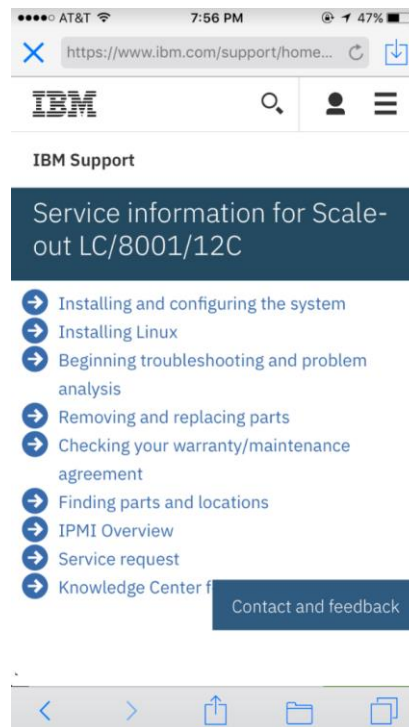 AT&T 7:56 PM 47%
https://www.ibm.com/support/home...
IBM
IBM Support
Service information for Scale-
out LC/8001/12C
Installing and configuring the system
Installing Linux
Beginning troubleshooting and problem
analysis
Removing and replacing parts
Checking your warranty/maintenance
agreement
Finding parts and locations
IPMI Overview
Service request
Knowledge Center f
Contact and feedback